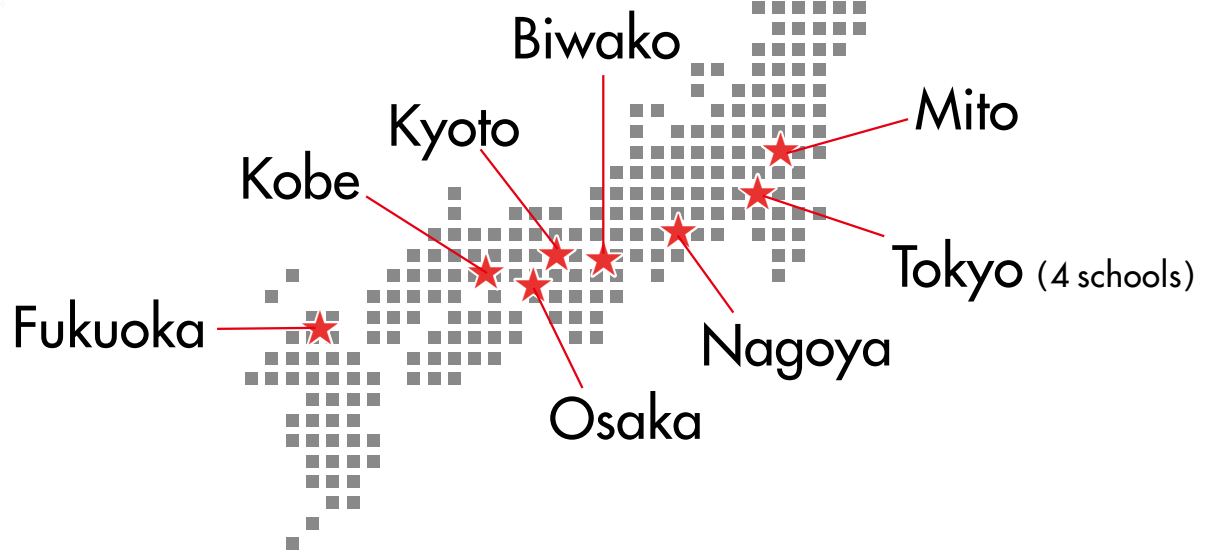 Biwako
Mito
Kyoto
Kobe
Tokyo (4 schools)
Fukuoka
Nagoya
Osaka